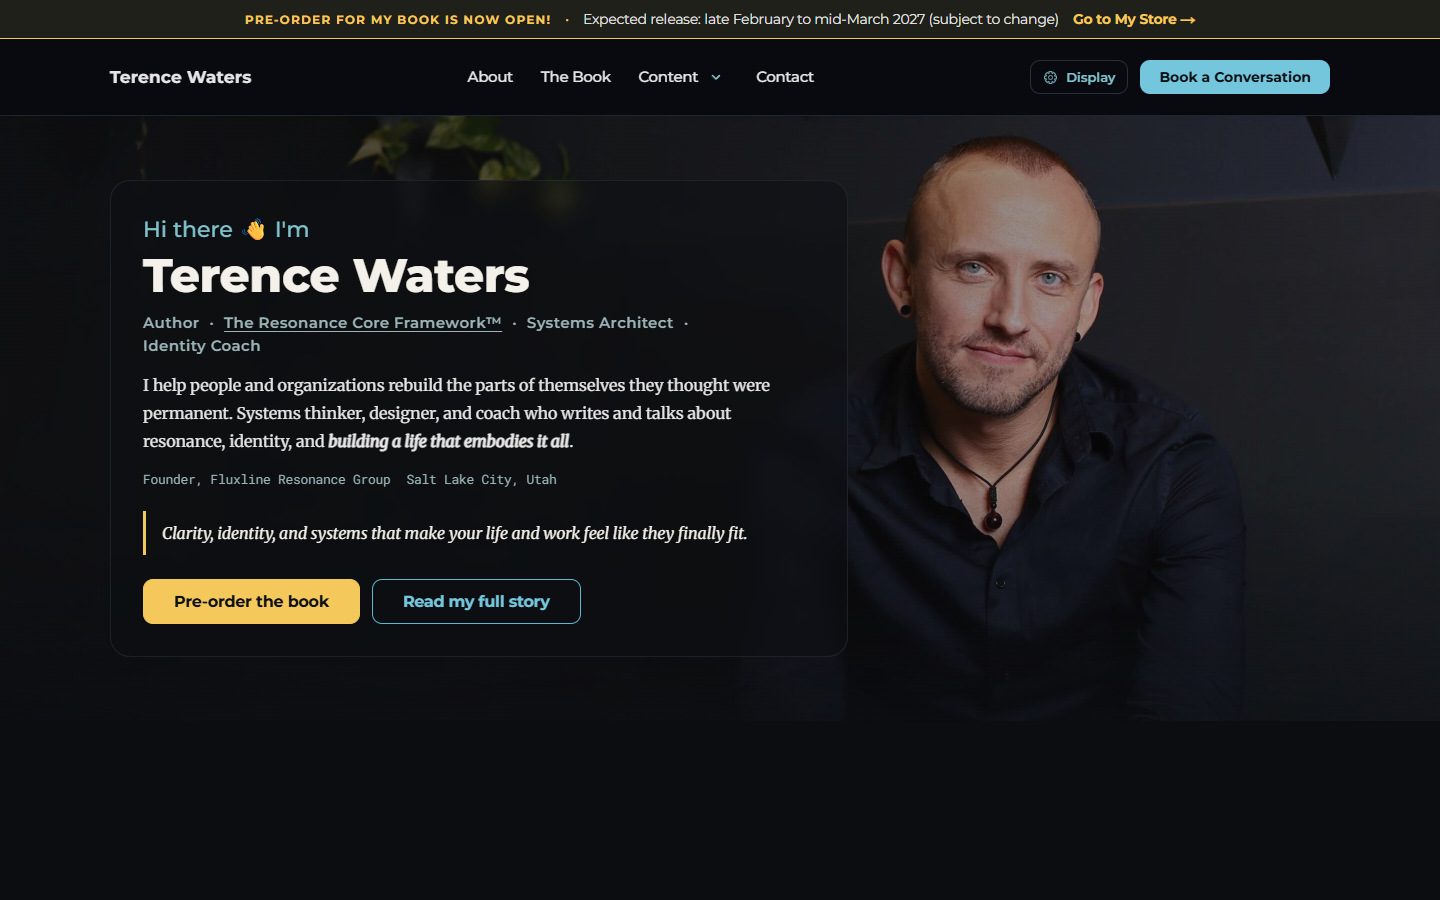 PRE-ORDER FOR MY BOOK IS NOW OPEN! · Expected release: late February to mid-March 2027 (subject to change) Go to My Store →
Terence Waters
About The Book Content Contact
Display
Book a Conversation
Hi there 👋 I'm
Terence Waters
Author · The Resonance Core Framework™ · Systems Architect ·
Identity Coach
I help people and organizations rebuild the parts of themselves they thought were
permanent. Systems thinker, designer, and coach who writes and talks about
resonance, identity, and building a life that embodies it all.
Founder, Fluxline Resonance Group Salt Lake City, Utah
Clarity, identity, and systems that make your life and work feel like they finally fit.
Pre-order the book
Read my full story